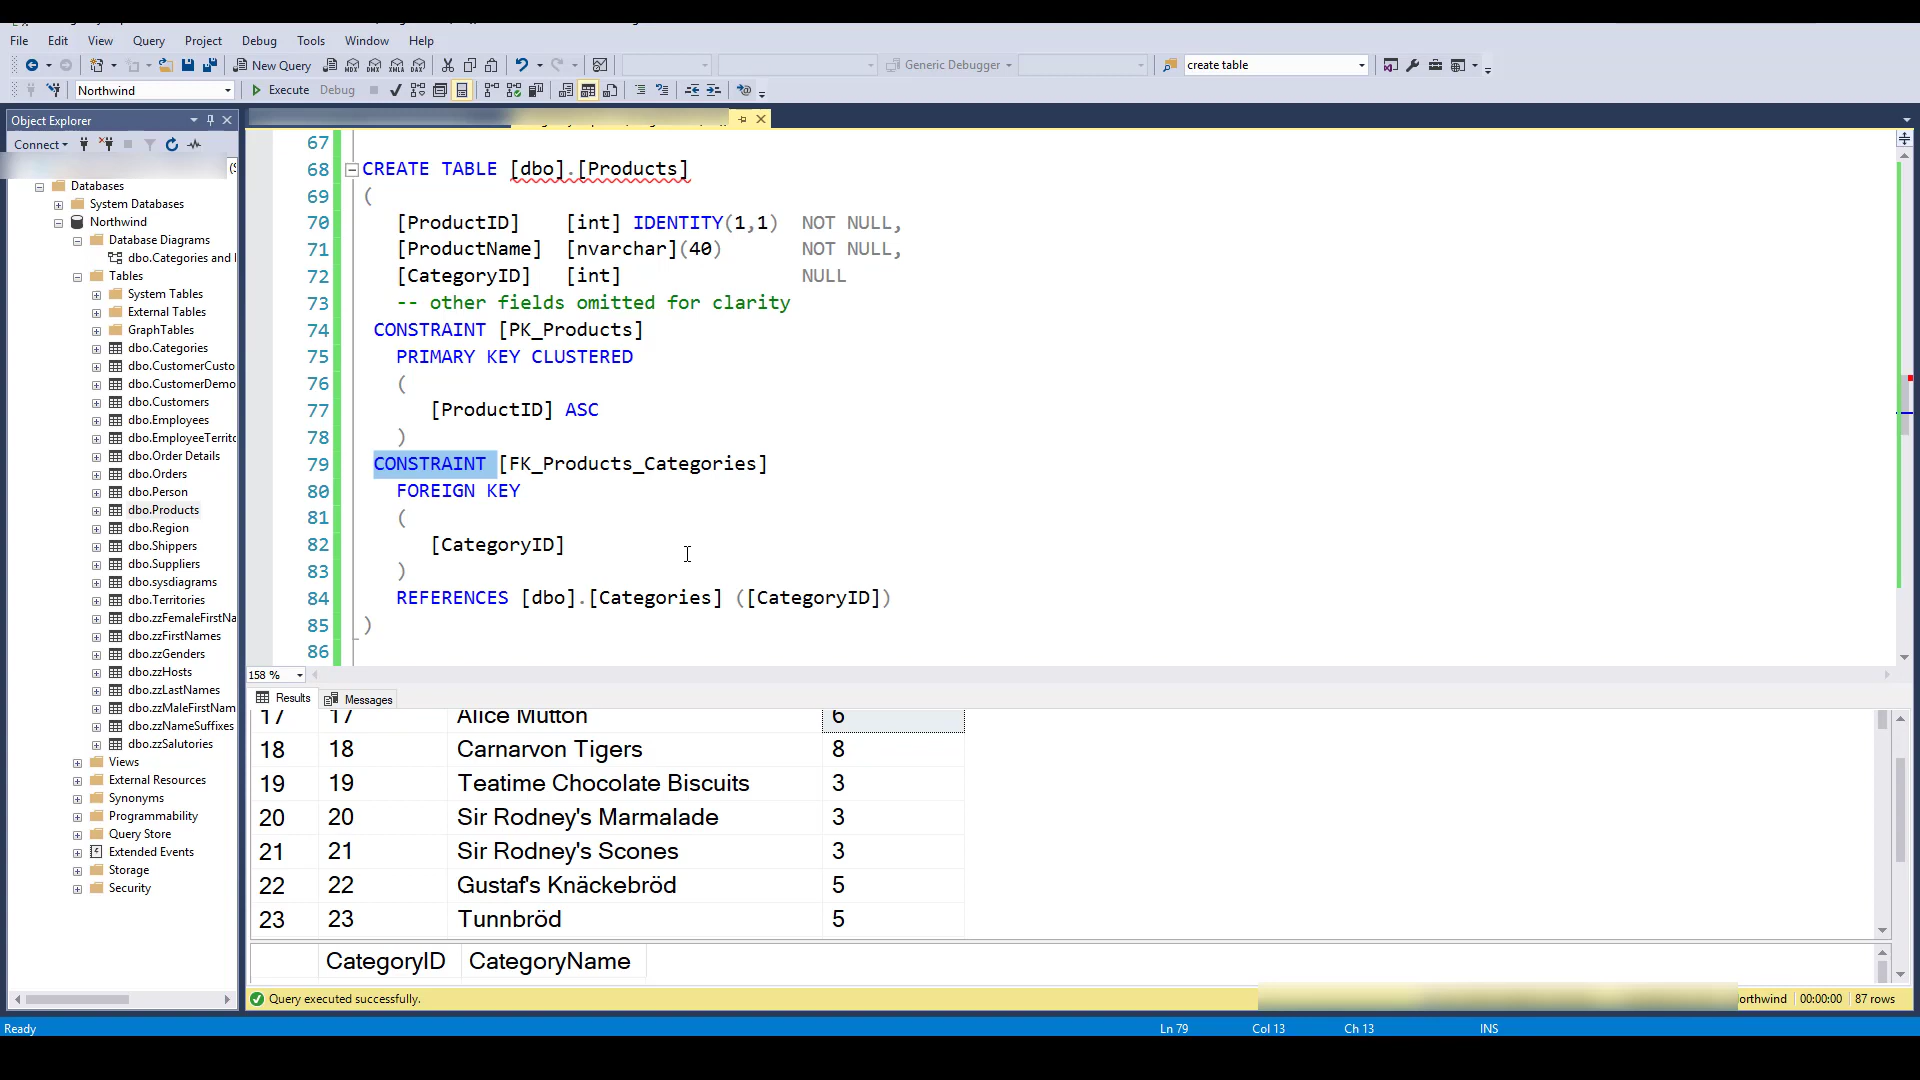 File Edit View Query Project Debug Tools Window Help
New Query
Generic Debugger
create table
Northwind
Execute Debug
Object Explorer
Connect
Databases
System Databases
Northwind
Database Diagrams
dbo.Categories and
Tables
System Tables
External Tables
GraphTables
dbo.Categories
dbo.CustomerCusto
dbo.CustomerDemo
dbo.Customers
dbo.Employees
dbo.EmployeeTerrito
dbo.Order Details
dbo.Orders
dbo.Person
dbo.Products
dbo.Region
dbo.Shippers
dbo.Suppliers
dbo.sysdiagrams
dbo.Territories
dbo.zzFemaleFirstNa
dbo.zzFirstNames
dbo.zzGenders
dbo.zzHosts
dbo.zzLastNames
dbo.zzMaleFirstNam
dbo.zzNameSuffixes
dbo.zzSalutories
Views
External Resources
Synonyms
Programmability
Query Store
Extended Events
Storage
Security
67
68 CREATE TABLE [dbo].[Products]
69 (
70 [ProductID] [int] IDENTITY(1,1) NOT NULL,
71 [ProductName] [nvarchar](40) NOT NULL,
72 [CategoryID] [int] NULL
73 -- other fields omitted for clarity
74 CONSTRAINT [PK_Products]
75 PRIMARY KEY CLUSTERED
76 (
77 [ProductID] ASC
78 )
79 CONSTRAINT [FK_Products_Categories]
80 FOREIGN KEY
81 (
82 [CategoryID]
83 )
84 REFERENCES [dbo].[Categories] ([CategoryID])
85 )
86
158 %
Results Messages
17 17 Alice Mutton 6
18 18 Carnarvon Tigers 8
19 19 Teatime Chocolate Biscuits 3
20 20 Sir Rodney's Marmalade 3
21 21 Sir Rodney's Scones 3
22 22 Gustaf's Knäckebröd 5
23 23 Tunnbröd 5
CategoryID CategoryName
Query executed successfully. orthwind 00:00:00 87 rows
Ready Ln 79 Col 13 Ch 13 INS